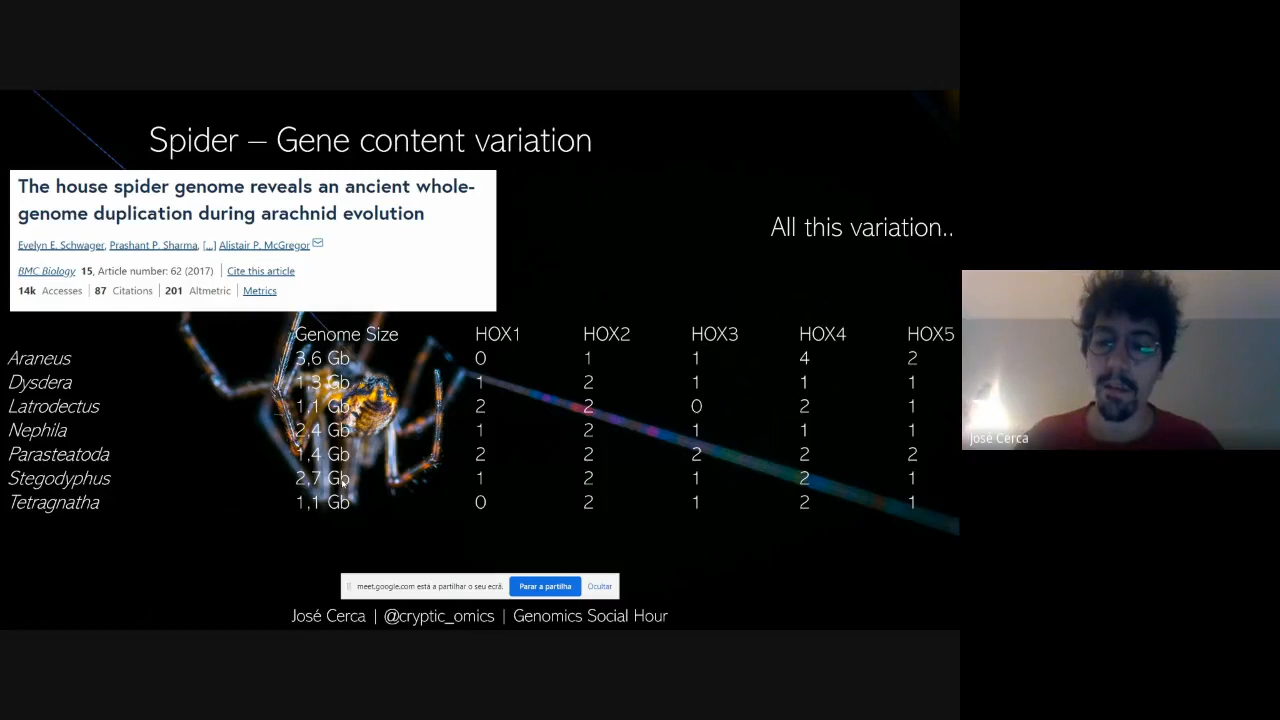 Spider – Gene content variation
The house spider genome reveals an ancient whole-
genome duplication during arachnid evolution
Evelyn E. Schwager, Prashant P. Sharma, [...] Alistair P. McGregor
BMC Biology 15, Article number: 62 (2017) | Cite this article
14k Accesses | 87 Citations | 201 Altmetric | Metrics
All this variation..
Genome Size HOX1 HOX2 HOX3 HOX4 HOX5
Araneus 3,6 Gb 0 1 1 4 2
Dysdera 1,3 Gb 1 2 1 1 1
Latrodectus 1,1 Gb 2 2 0 2 1
Nephila 2,4 Gb 1 2 1 1 1
Parasteatoda 1,4 Gb 2 2 2 2 2
Stegodyphus 2,7 Gb 1 2 1 2 1
Tetragnatha 1,1 Gb 0 2 1 2 1
José Cerca
meet.google.com está a partilhar o seu ecrã. Parar a partilha Ocultar
José Cerca | @cryptic_omics | Genomics Social Hour